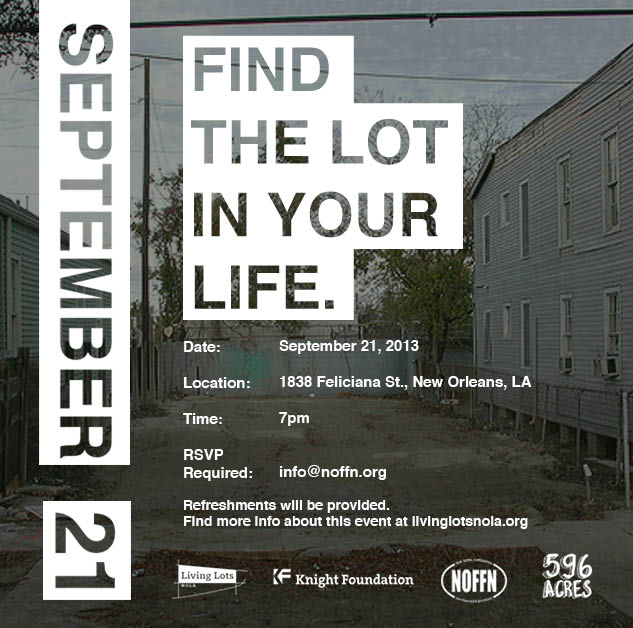 SEPTEMBER
21
FIND
THE LOT
IN YOUR
LIFE.
Date: September 21, 2013
Location: 1838 Feliciana St., New Orleans, LA
Time: 7pm
RSVP
Required: info@noffn.org
Refreshments will be provided.
Find more info about this event at livinglotsnola.org
Living Lots
NOLA
Knight Foundation
NOFFN
596
ACRES